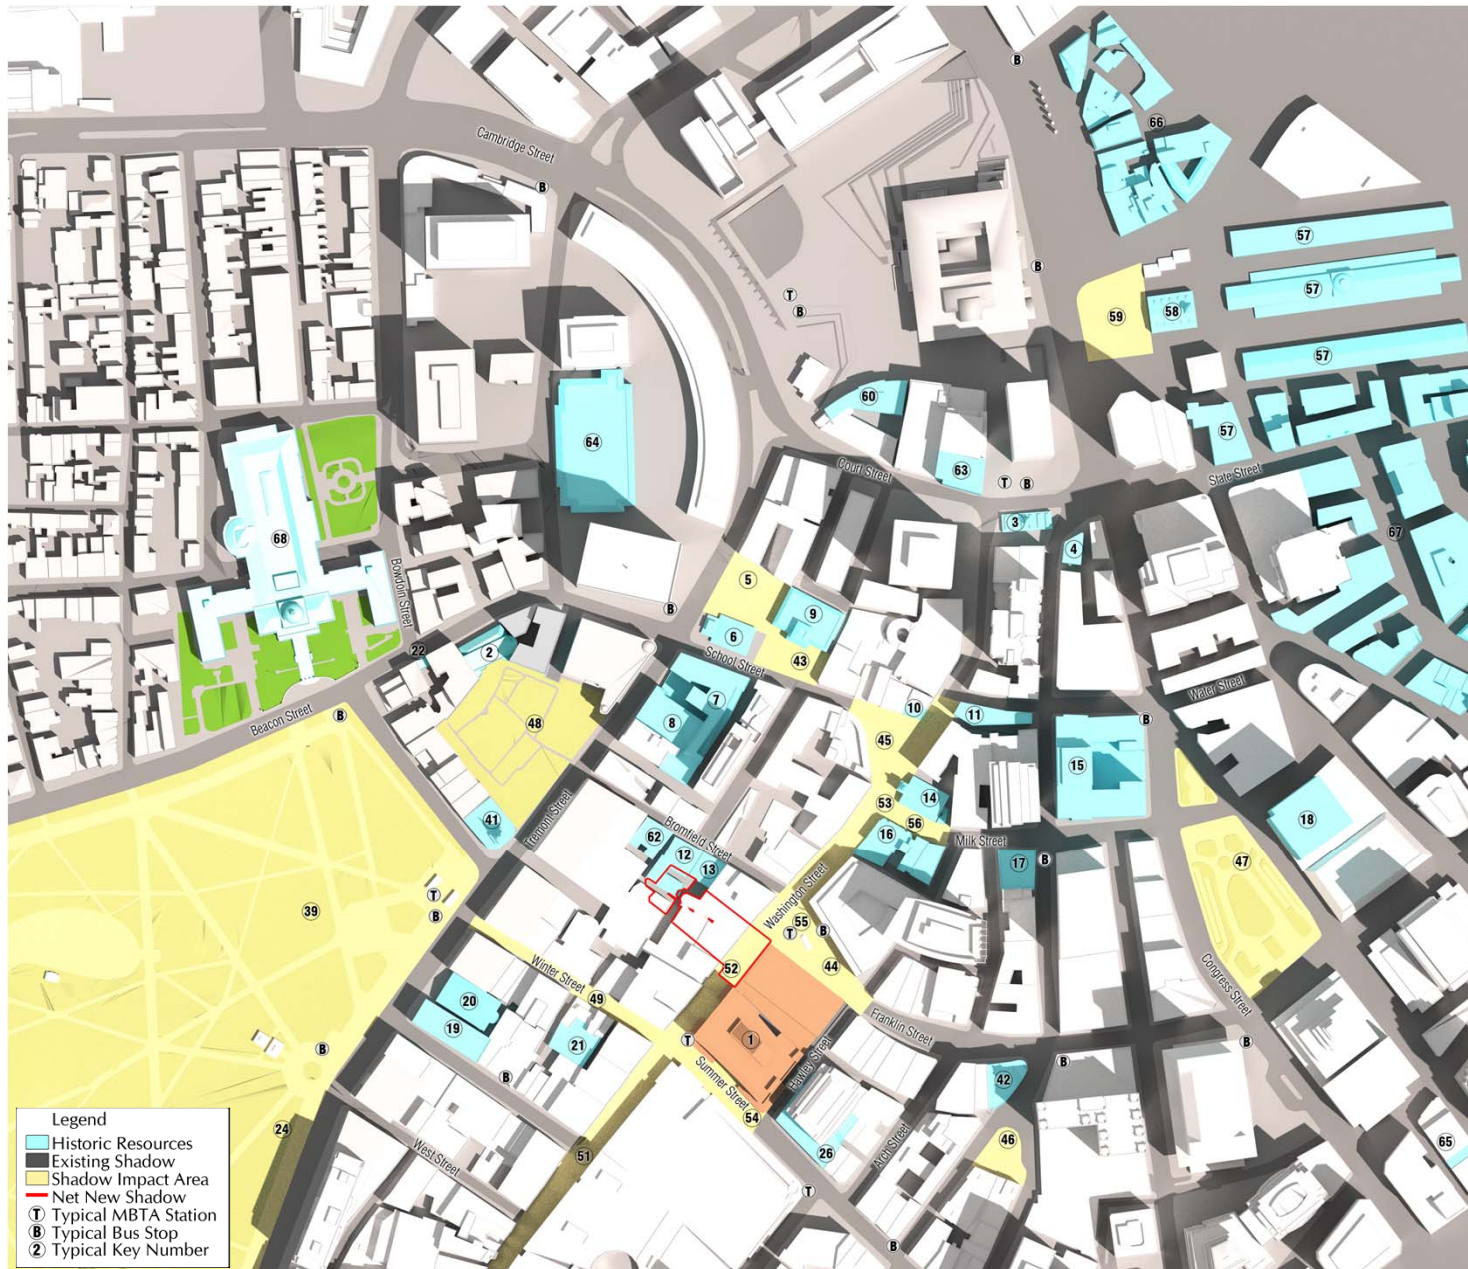 B
66
Cambridge Street
B
57
B
T
57
59
58
B
57
60
64
57
Court Street
63
State Street
T
B
3
67
68
4
5
Bowdoin Street
9
B
6
22
2
School Street
43
Water Street
7
10
Beacon Street
B
11
B
48
8
45
15
14
53
41
Tremont Street
56
18
Bromfield Street
62
16
Milk Street
12
17
B
13
47
Washington Street
T
39
B
55
T
B
52
44
Winter Street
Congress Street
20
49
Franklin Street
19
1
T
21
Hawley Street
B
B
B
Summer Street
42
B
54
24
46
Arch Street
26
65
West Street
51
T
B
Legend
Historic Resources
Existing Shadow
Shadow Impact Area
Net New Shadow
T Typical MBTA Station
B Typical Bus Stop
2 Typical Key Number